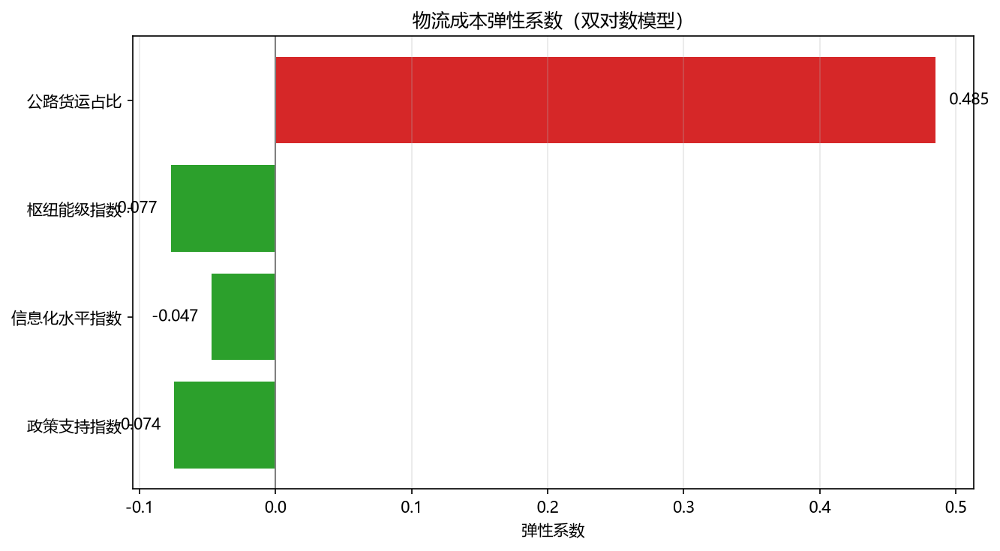 物流成本弹性系数（双对数模型）
公路货运占比
0.485
枢纽能级指数
-0.077
信息化水平指数
-0.047
政策支持指数
-0.074
-0.1 0.0 0.1 0.2 0.3 0.4 0.5
弹性系数